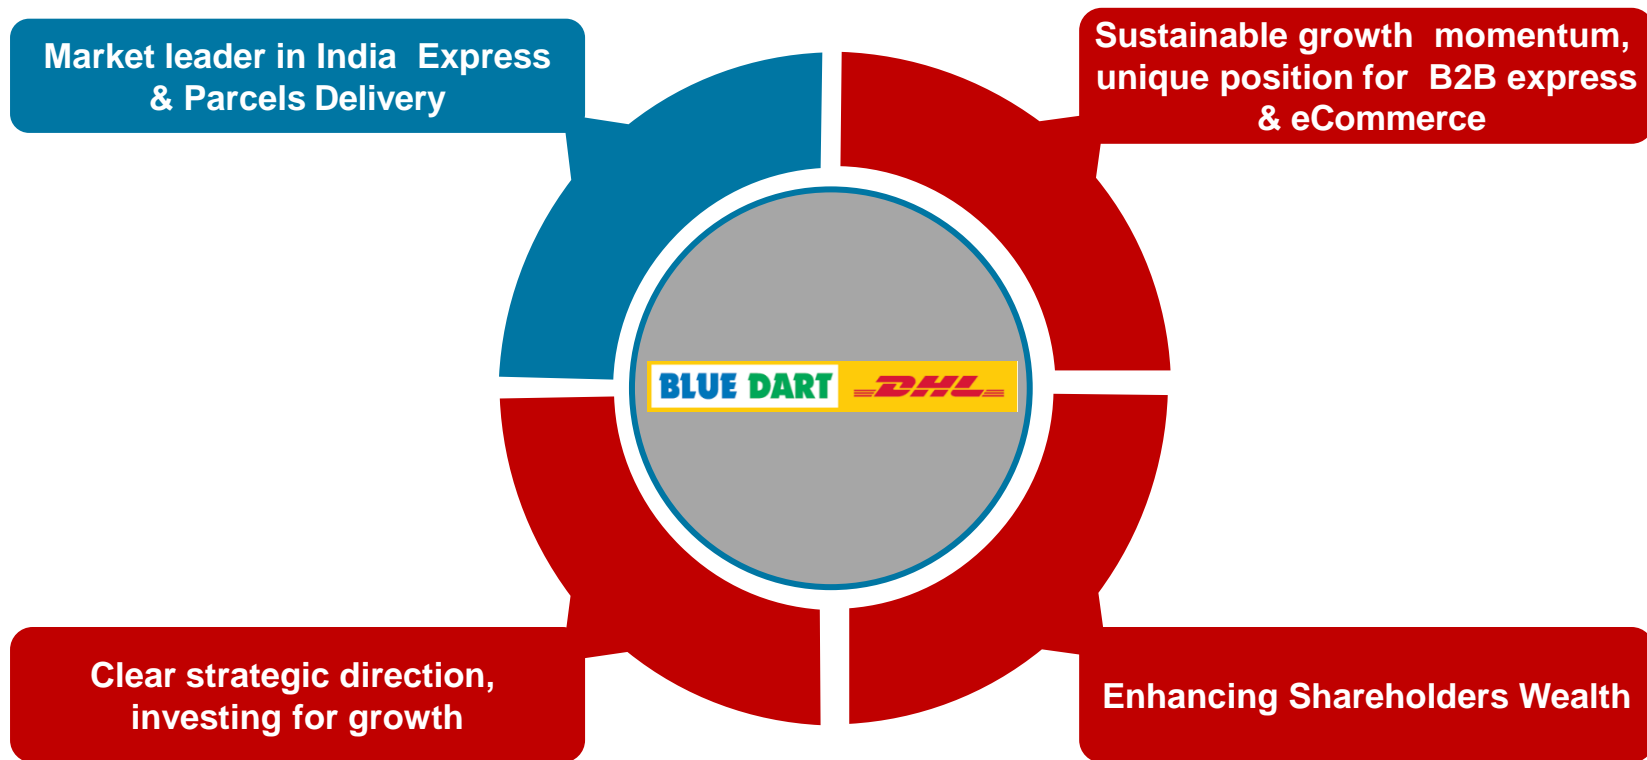 Market leader in India Express
& Parcels Delivery
Sustainable growth momentum,
unique position for B2B express
& eCommerce
BLUE DART DHL
Clear strategic direction,
investing for growth
Enhancing Shareholders Wealth